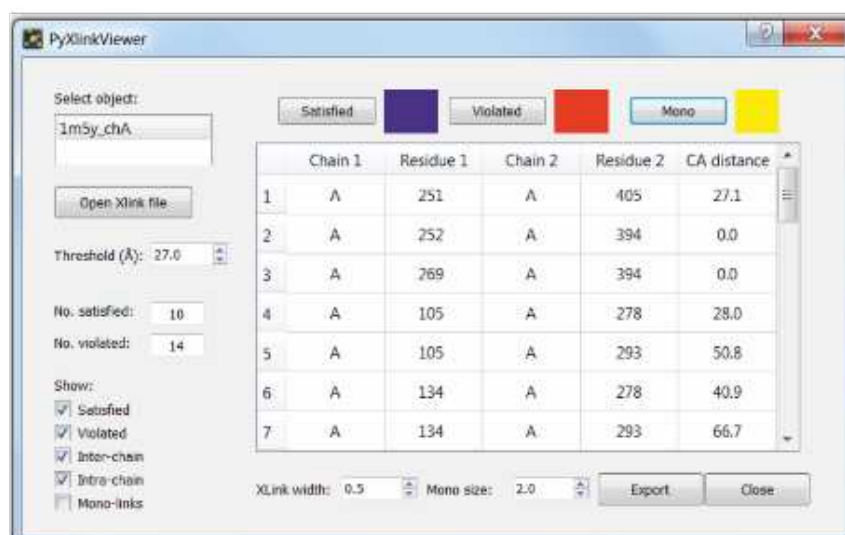 PyXlinkViewer
Select object:
1m5y_chA
Open Xlink file
Threshold (Å): 27.0
No. satisfied: 10
No. violated: 14
Show:
Satisfied
Violated
Inter-chain
Intra-chain
Mono-links
Satisfied Violated Mono
Chain 1 Residue 1 Chain 2 Residue 2 CA distance
1 A 251 A 405 27.1
2 A 252 A 394 0.0
3 A 269 A 394 0.0
4 A 105 A 278 28.0
5 A 105 A 293 50.8
6 A 134 A 278 40.9
7 A 134 A 293 66.7
XLink width: 0.5 Mono size: 2.0 Export Close